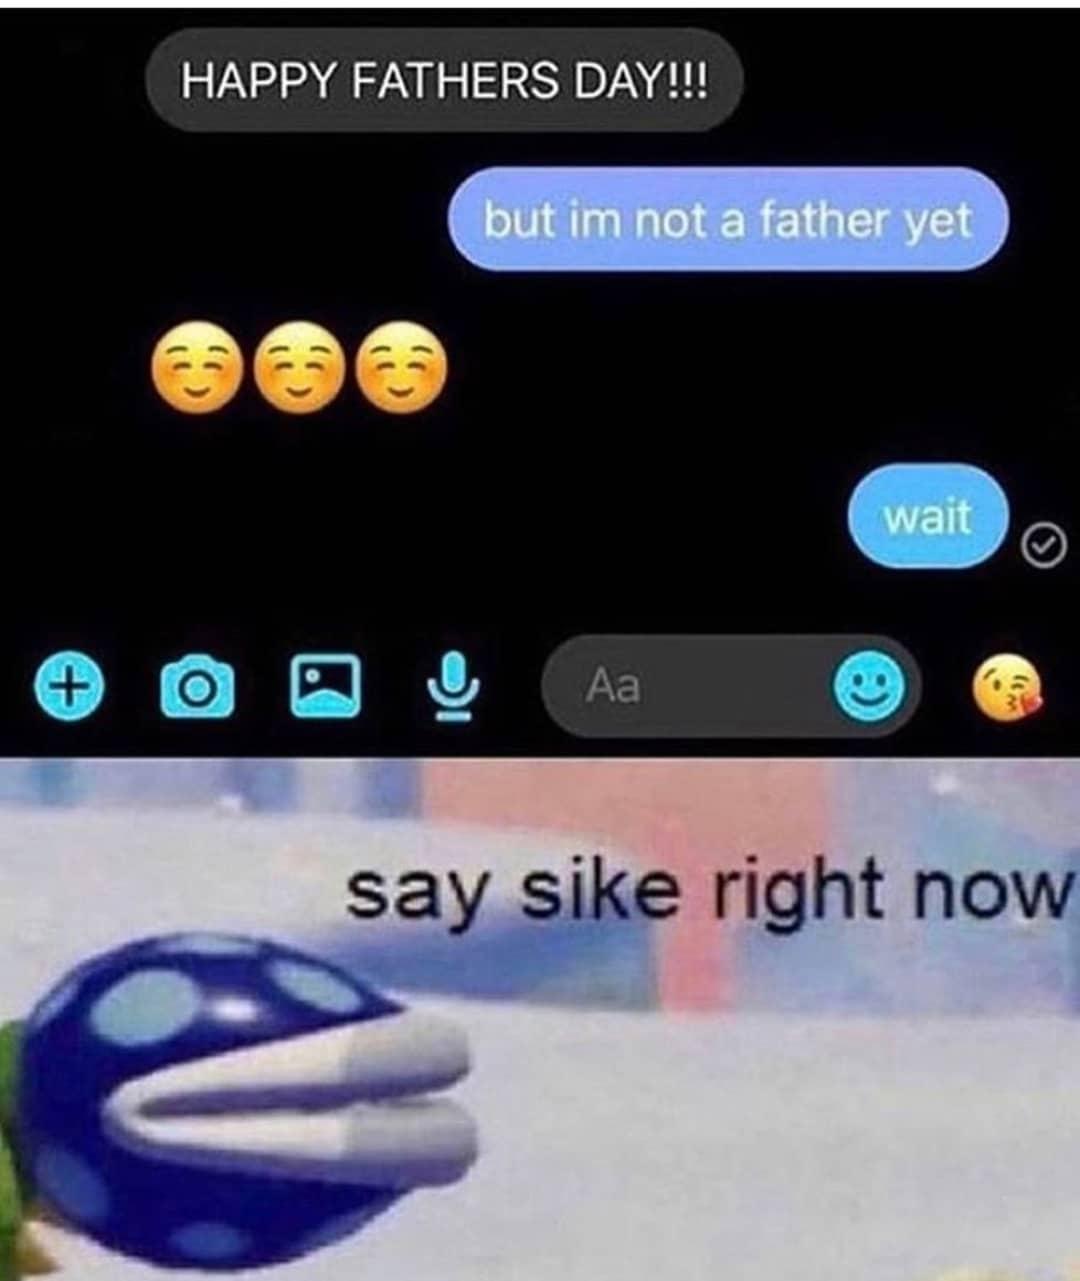 HAPPY FATHERS DAY!!!
but im not a father yet
☺️☺️☺️
wait
Aa
say sike right now